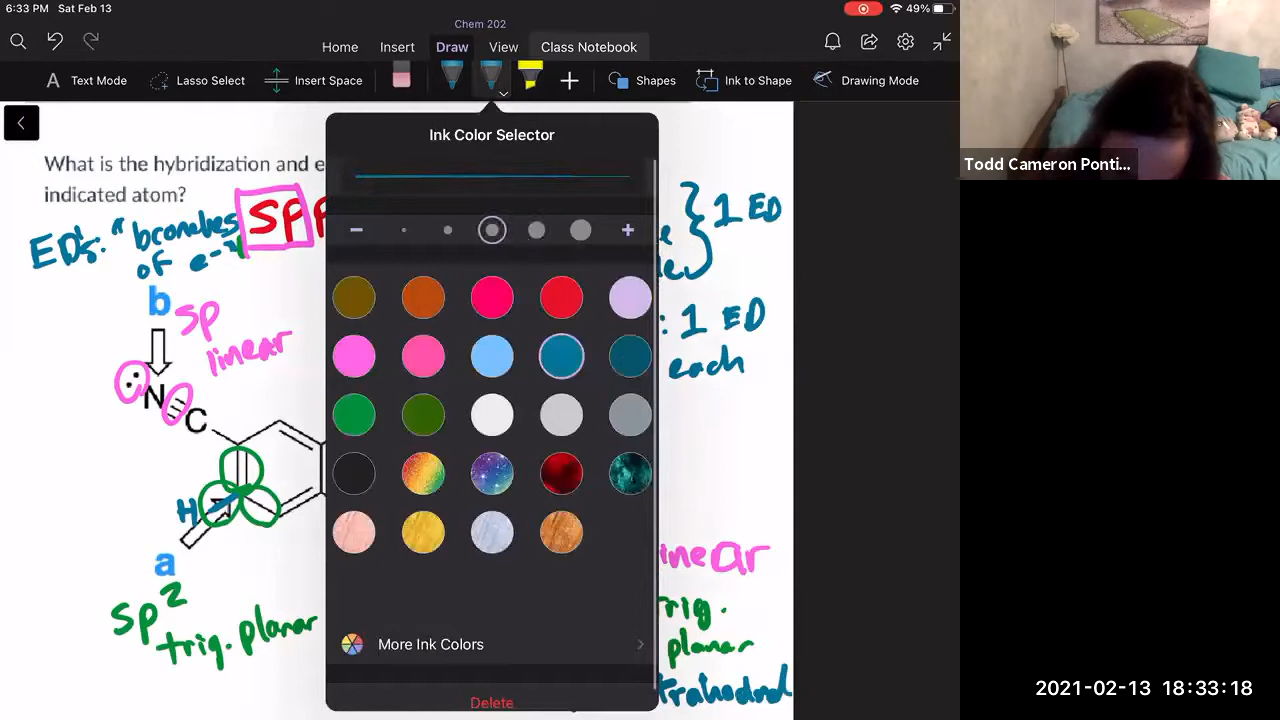 6:33 PM Sat Feb 13
49%
Chem 202
Home Insert Draw View Class Notebook
Text Mode Lasso Select Insert Space Shapes Ink to Shape Drawing Mode
Ink Color Selector
What is the hybridization and e
indicated atom?
ED's: "branches
of e-"
sp
} 1 ED
: 1 ED
each
b
sp
linear
N C
H
a
sp2
trig. planar
inear
trig.
planar
trahedral
More Ink Colors
Delete
Todd Cameron Ponti...
2021-02-13 18:33:18